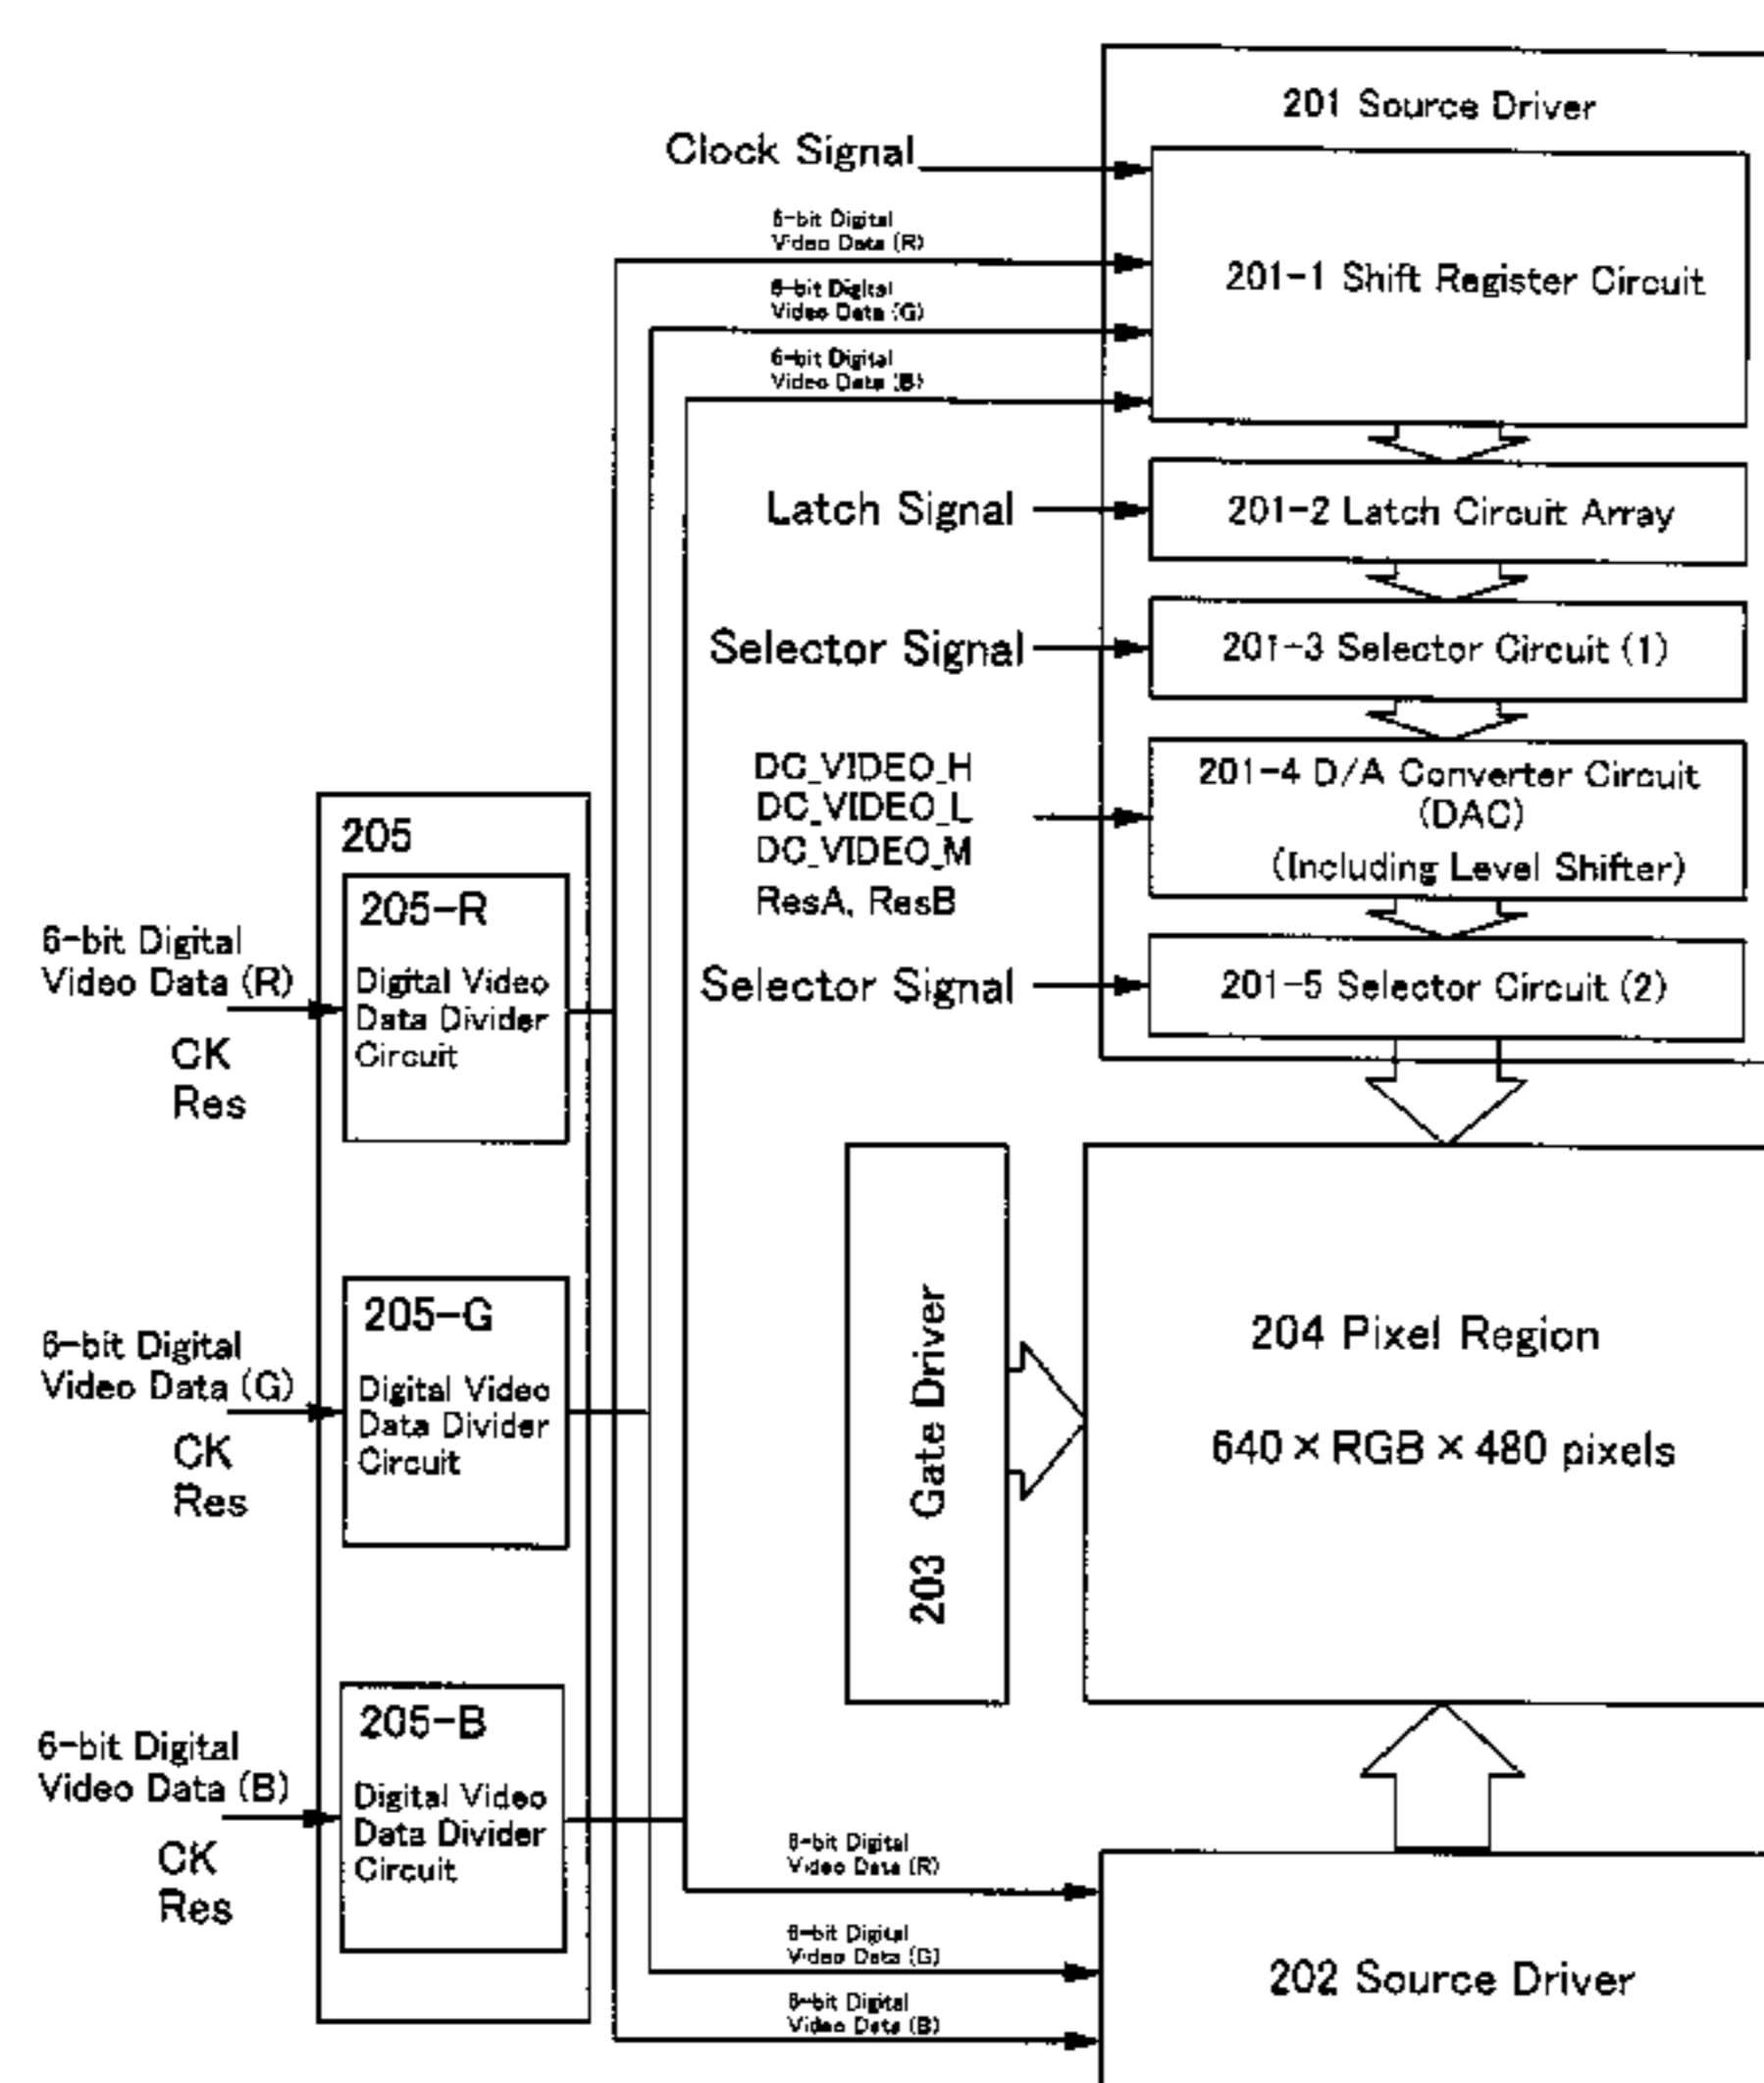 201 Source Driver
Clock Signal
6-bit Digital
Video Data (R)
6-bit Digital
Video Data (G)
6-bit Digital
Video Data (B)
201-1 Shift Register Circuit
Latch Signal
201-2 Latch Circuit Array
Selector Signal
201-3 Selector Circuit (1)
DC_VIDEO_H
DC_VIDEO_L
DC_VIDEO_M
ResA, ResB
201-4 D/A Converter Circuit
(DAC)
(Including Level Shifter)
Selector Signal
201-5 Selector Circuit (2)
205
205-R
Digital Video
Data Divider
Circuit
6-bit Digital
Video Data (R)
CK
Res
205-G
Digital Video
Data Divider
Circuit
6-bit Digital
Video Data (G)
CK
Res
205-B
Digital Video
Data Divider
Circuit
6-bit Digital
Video Data (B)
CK
Res
203 Gate Driver
204 Pixel Region
640 × RGB × 480 pixels
6-bit Digital
Video Data (R)
6-bit Digital
Video Data (G)
6-bit Digital
Video Data (B)
202 Source Driver